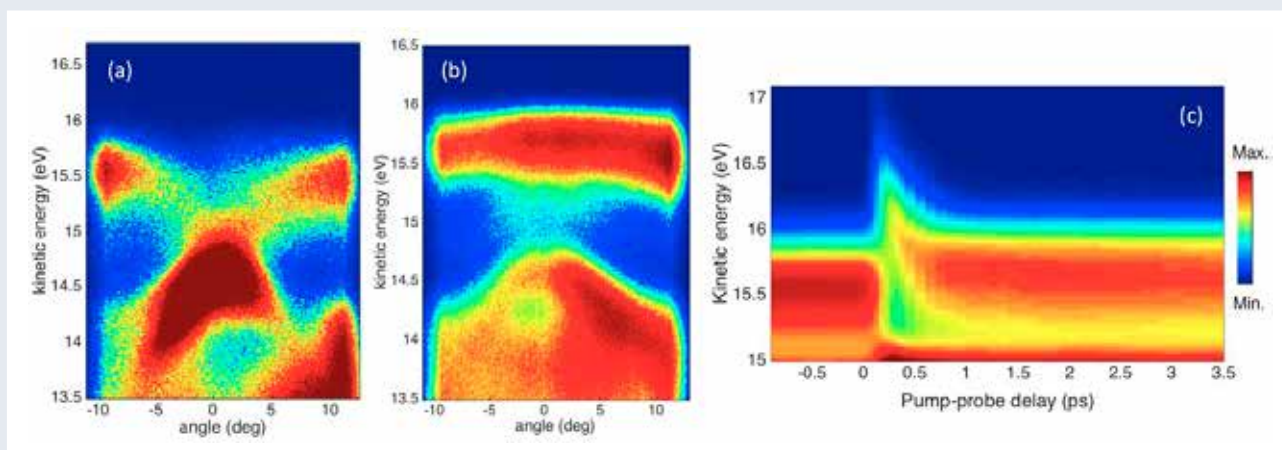 (a)
16.5
16
15.5
15
14.5
14
13.5
kinetic energy (eV)
-10 -5 0 5 10
angle (deg)
(b)
16.5
16
15.5
15
14.5
14
13.5
kinetic energy (eV)
-10 -5 0 5 10
angle (deg)
(c)
17
16.5
16
15.5
15
Kinetic energy (eV)
-0.5 0 0.5 1 1.5 2 2.5 3 3.5
Pump-probe delay (ps)
Max.
Min.